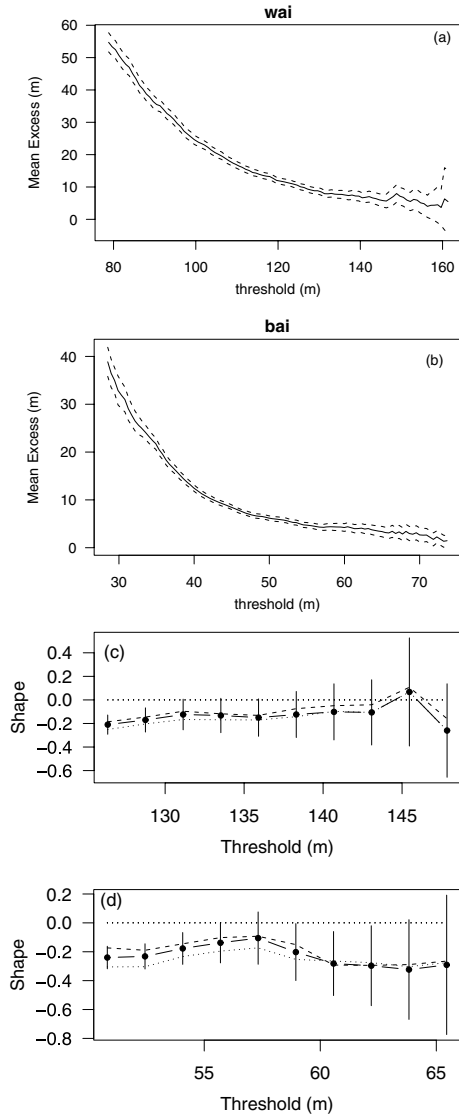 wai
(a)
Mean Excess (m)
60
50
40
30
20
10
0
80 100 120 140 160
threshold (m)
bai
(b)
Mean Excess (m)
40
30
20
10
0
30 40 50 60 70
threshold (m)
(c)
Shape
0.4
0.2
0.0
−0.2
−0.4
−0.6
130 135 140 145
Threshold (m)
(d)
Shape
0.2
0.0
−0.2
−0.4
−0.6
−0.8
55 60 65
Threshold (m)